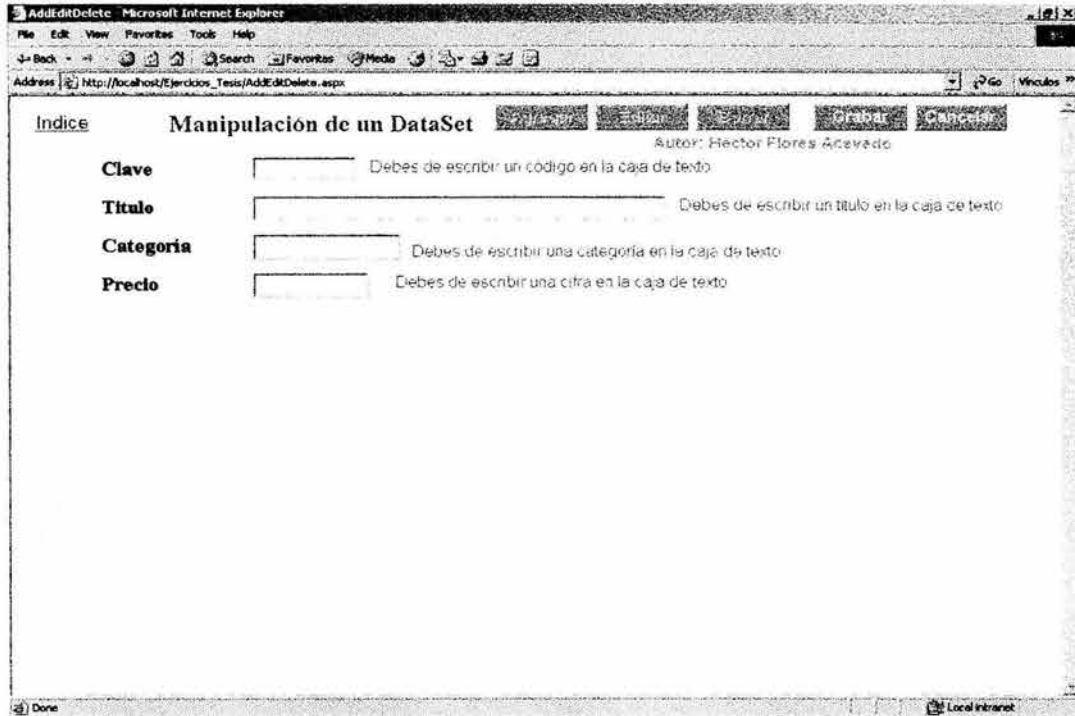 AddEditDelete - Microsoft Internet Explorer
File Edit View Favorites Tools Help
Back Search Favorites Media
Address http://localhost/Ejercicios_Tesis/AddEditDelete.aspx Go Vínculos »
Indice Manipulación de un DataSet Editar Grabar Cancelar
Autor: Hector Flores Acevedo
Clave Debes de escribir un código en la caja de texto
Titulo Debes de escribir un titulo en la caja de texto
Categoria Debes de escribir una categoría en la caja de texto
Precio Debes de escribir una cifra en la caja de texto
Done Local intranet